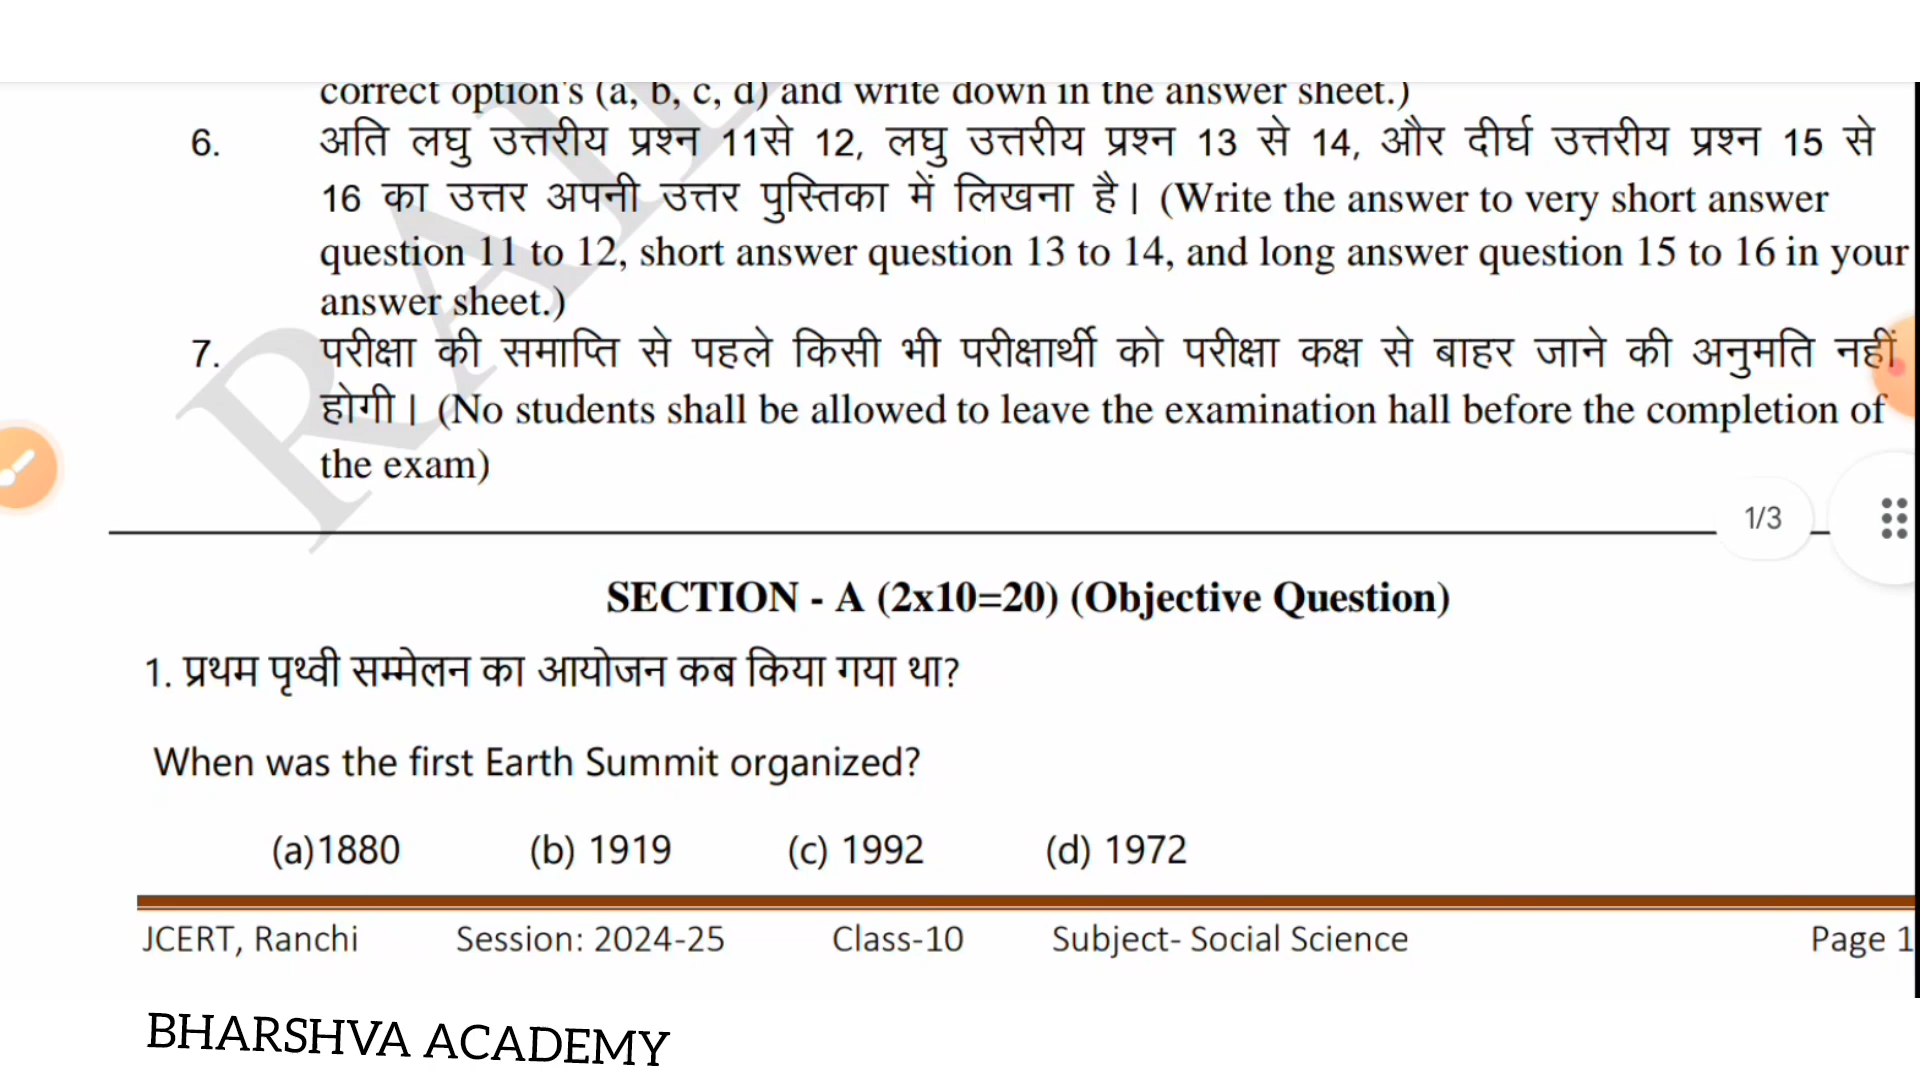 correct option's (a, b, c, d) and write down in the answer sheet.)
6. अति लघु उत्तरीय प्रश्न 11से 12, लघु उत्तरीय प्रश्न 13 से 14, और दीर्घ उत्तरीय प्रश्न 15 से
16 का उत्तर अपनी उत्तर पुस्तिका में लिखना है| (Write the answer to very short answer
question 11 to 12, short answer question 13 to 14, and long answer question 15 to 16 in your
answer sheet.)
7. परीक्षा की समाप्ति से पहले किसी भी परीक्षार्थी को परीक्षा कक्ष से बाहर जाने की अनुमति नहीं
होगी| (No students shall be allowed to leave the examination hall before the completion of
the exam)
1/3
SECTION - A (2x10=20) (Objective Question)
1. प्रथम पृथ्वी सम्मेलन का आयोजन कब किया गया था?
When was the first Earth Summit organized?
(a)1880 (b) 1919 (c) 1992 (d) 1972
JCERT, Ranchi Session: 2024-25 Class-10 Subject- Social Science Page 1
BHARSHVA ACADEMY